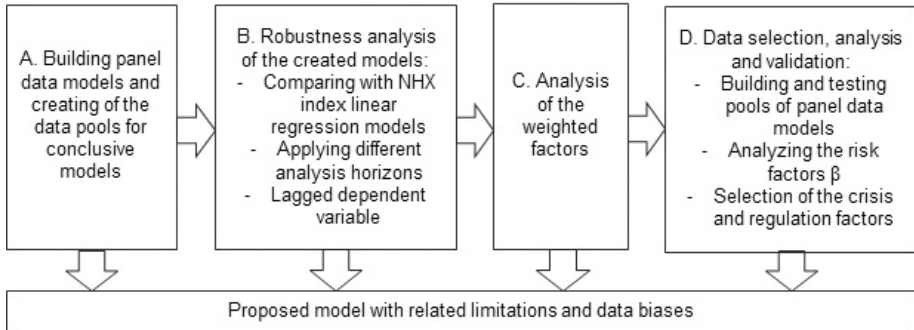 A. Building panel
data models and
creating of the
data pools for
conclusive
models
B. Robustness analysis
of the created models:
- Comparing with NHX
index linear
regression models
- Applying different
analysis horizons
- Lagged dependent
variable
C. Analysis
of the
weighted
factors
D. Data selection, analysis
and validation:
- Building and testing
pools of panel data
models
- Analyzing the risk
factors β
- Selection of the crisis
and regulation factors
Proposed model with related limitations and data biases